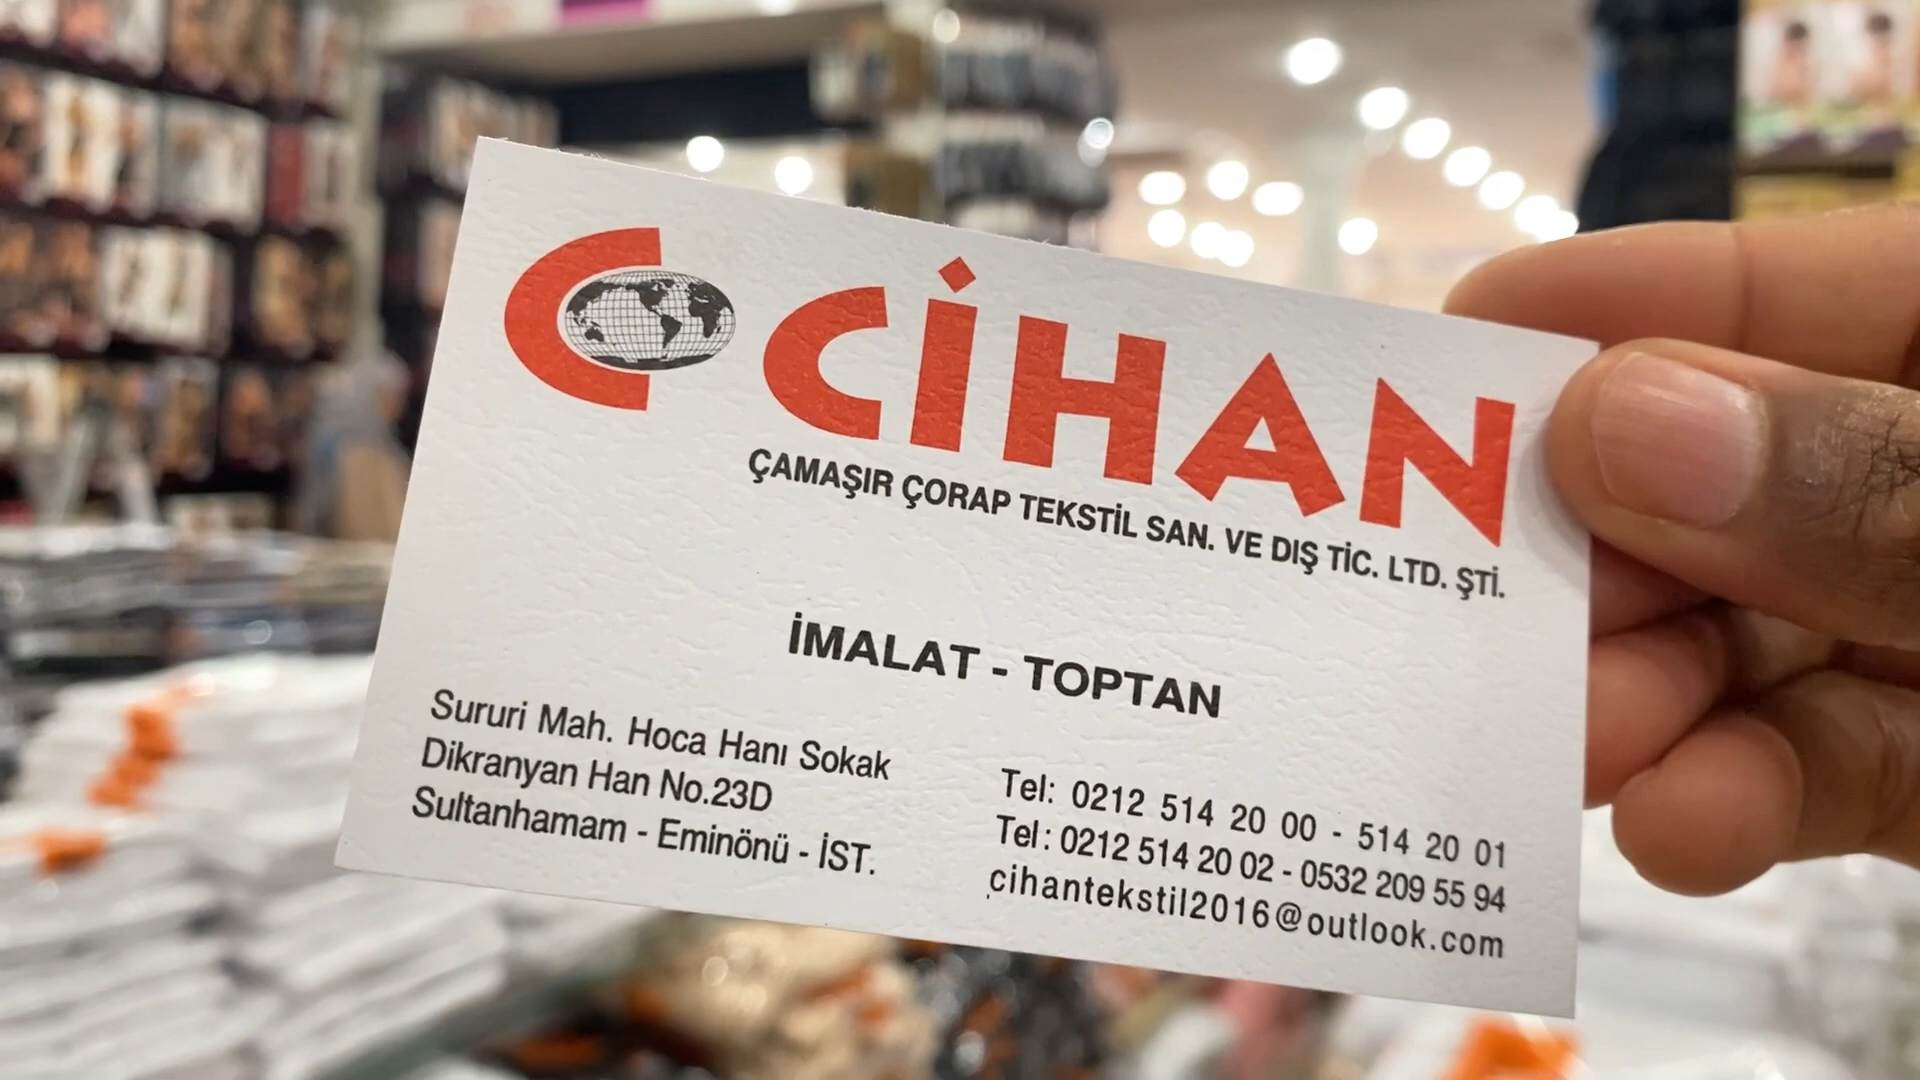 CİHAN
ÇAMAŞIR ÇORAP TEKSTİL SAN. VE DIŞ TİC. LTD. ŞTİ.
İMALAT - TOPTAN
Sururi Mah. Hoca Hanı Sokak
Dikranyan Han No.23D
Sultanhamam - Eminönü - İST.
Tel: 0212 514 20 00 - 514 20 01
Tel: 0212 514 20 02 - 0532 209 55 94
cihantekstil2016@outlook.com